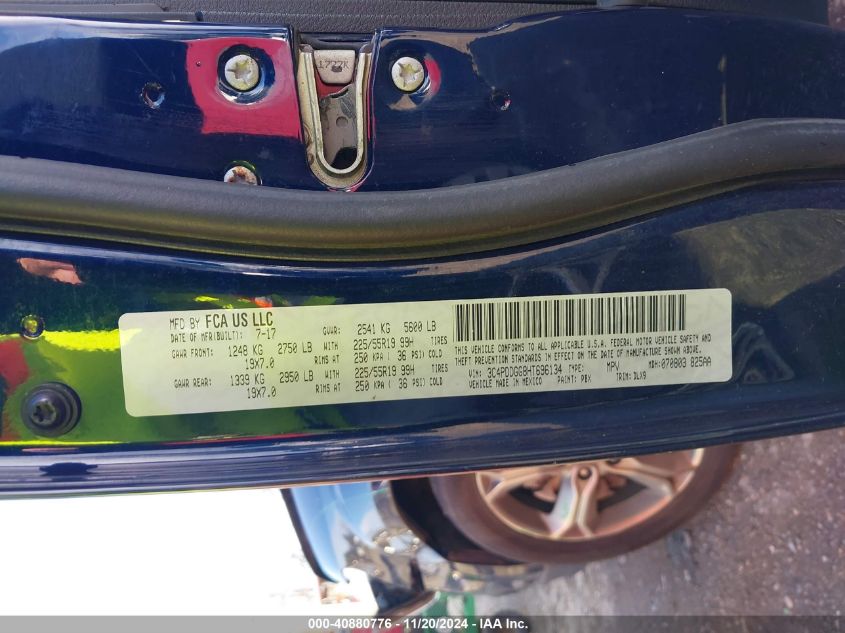 1777K
MFD BY FCA US LLC
DATE OF MFR(BUILT): 7-17 GVWR: 2541 KG 5600 LB
GAWR FRONT: 1248 KG 2750 LB WITH 225/55R19 99H TIRES
19X7.0 RIMS AT 250 KPA ( 36 PSI) COLD
GAWR REAR: 1339 KG 2950 LB WITH 225/55R19 99H TIRES
19X7.0 RIMS AT 250 KPA ( 36 PSI) COLD
THIS VEHICLE CONFORMS TO ALL APPLICABLE U.S.A. FEDERAL MOTOR VEHICLE SAFETY AND
THEFT PREVENTION STANDARDS IN EFFECT ON THE DATE OF MANUFACTURE SHOWN ABOVE.
VIN: 3C4PDDGG8HT696134 TYPE: MPV MDH: 070803 825AA
VEHICLE MADE IN MEXICO PAINT: PBX TRIM: DLX9
000-40880776 - 11/20/2024 - IAA Inc.